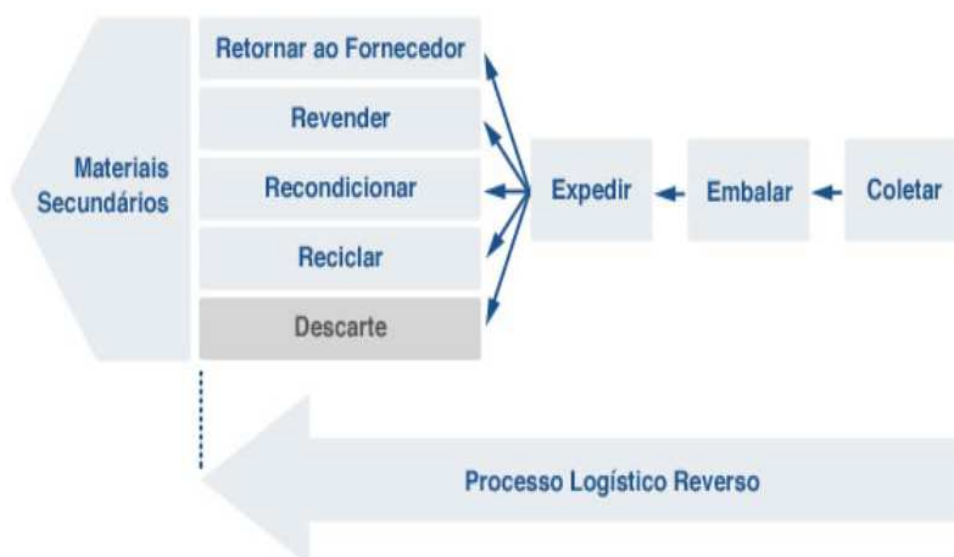 Retornar ao Fornecedor
Revender
Materiais
Secundários
Recondicionar
Expedir
Embalar
Coletar
Reciclar
Descarte
Processo Logístico Reverso